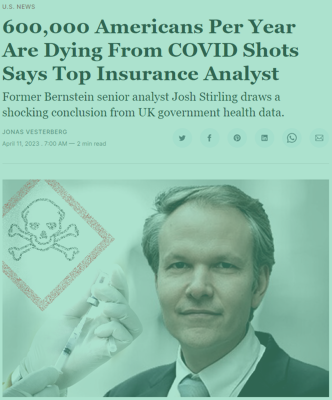 U.S. NEWS
600,000 Americans Per Year
Are Dying From COVID Shots
Says Top Insurance Analyst
Former Bernstein senior analyst Josh Stirling draws a
shocking conclusion from UK government health data.
JONAS VESTERBERG
April 11, 2023 . 7:00 AM — 2 min read